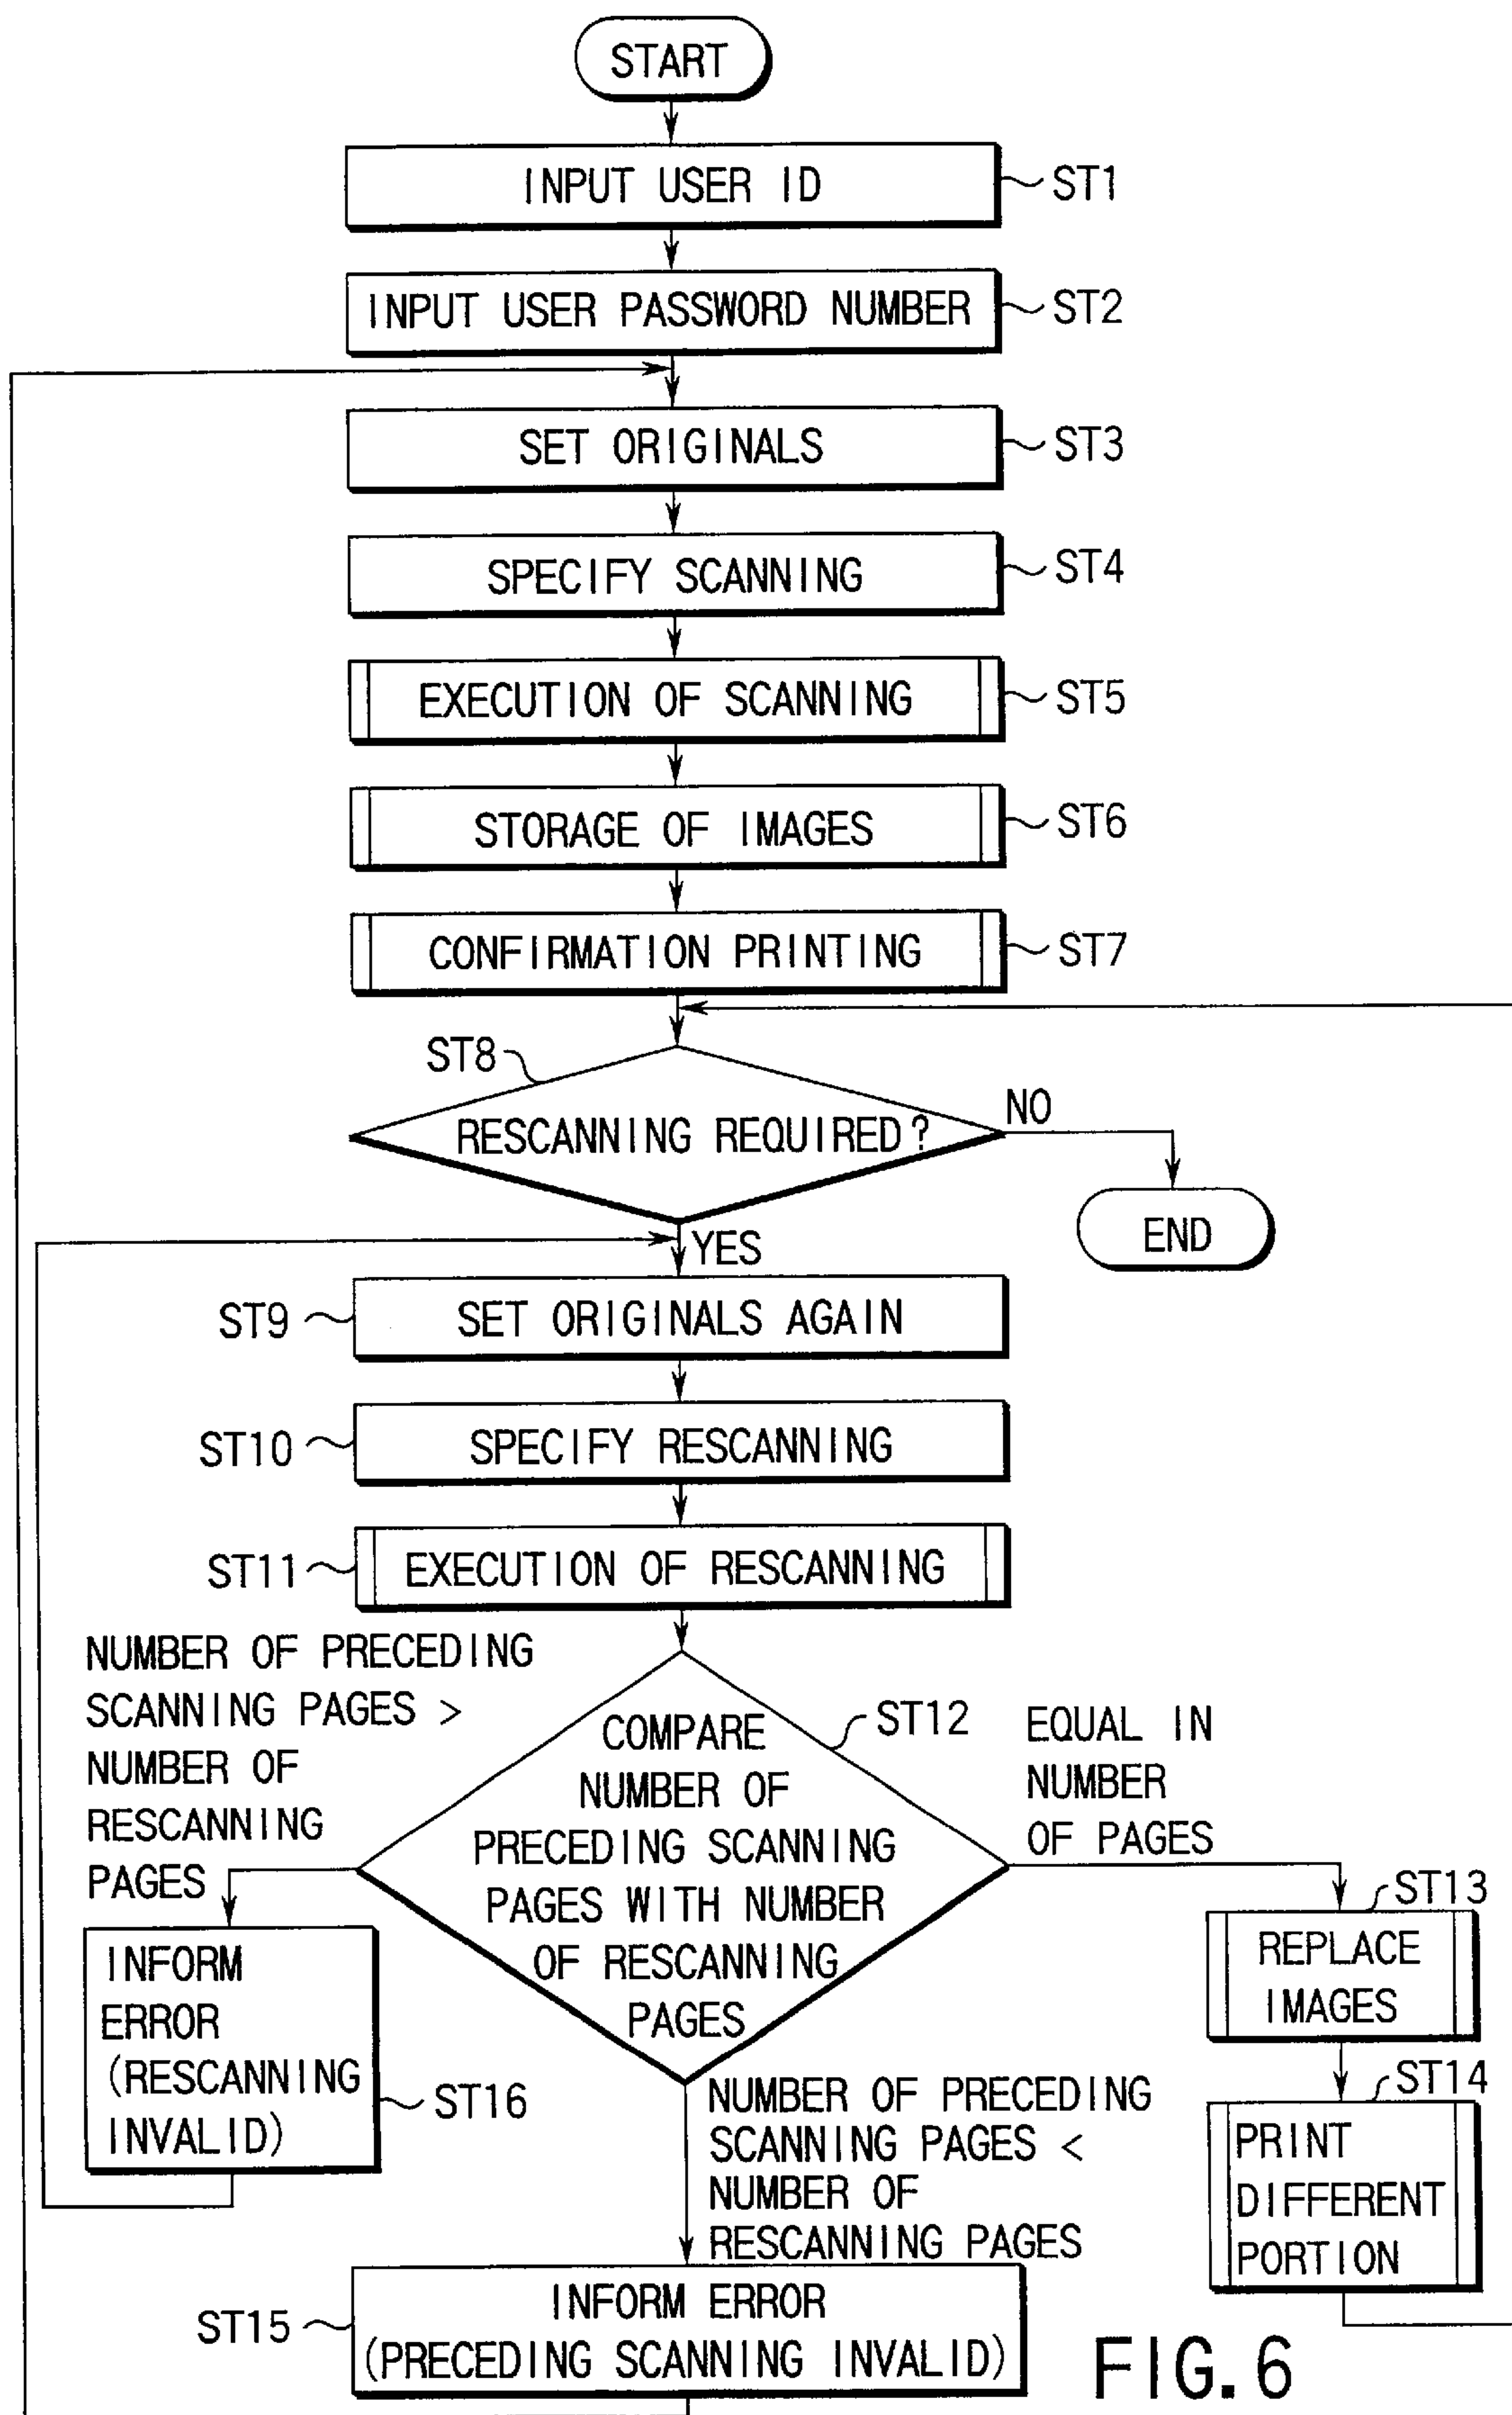 START
INPUT USER ID
ST1
INPUT USER PASSWORD NUMBER
ST2
SET ORIGINALS
ST3
SPECIFY SCANNING
ST4
EXECUTION OF SCANNING
ST5
STORAGE OF IMAGES
ST6
CONFIRMATION PRINTING
ST7
ST8
RESCANNING REQUIRED?
NO
END
YES
ST9
SET ORIGINALS AGAIN
ST10
SPECIFY RESCANNING
ST11
EXECUTION OF RESCANNING
NUMBER OF PRECEDING
SCANNING PAGES >
NUMBER OF
RESCANNING
PAGES
COMPARE
NUMBER OF
PRECEDING SCANNING
PAGES WITH NUMBER
OF RESCANNING
PAGES
ST12
EQUAL IN
NUMBER
OF PAGES
ST13
REPLACE
IMAGES
ST14
PRINT
DIFFERENT
PORTION
INFORM
ERROR
(RESCANNING
INVALID)
ST16
NUMBER OF PRECEDING
SCANNING PAGES <
NUMBER OF
RESCANNING PAGES
ST15
INFORM ERROR
(PRECEDING SCANNING INVALID)
FIG. 6